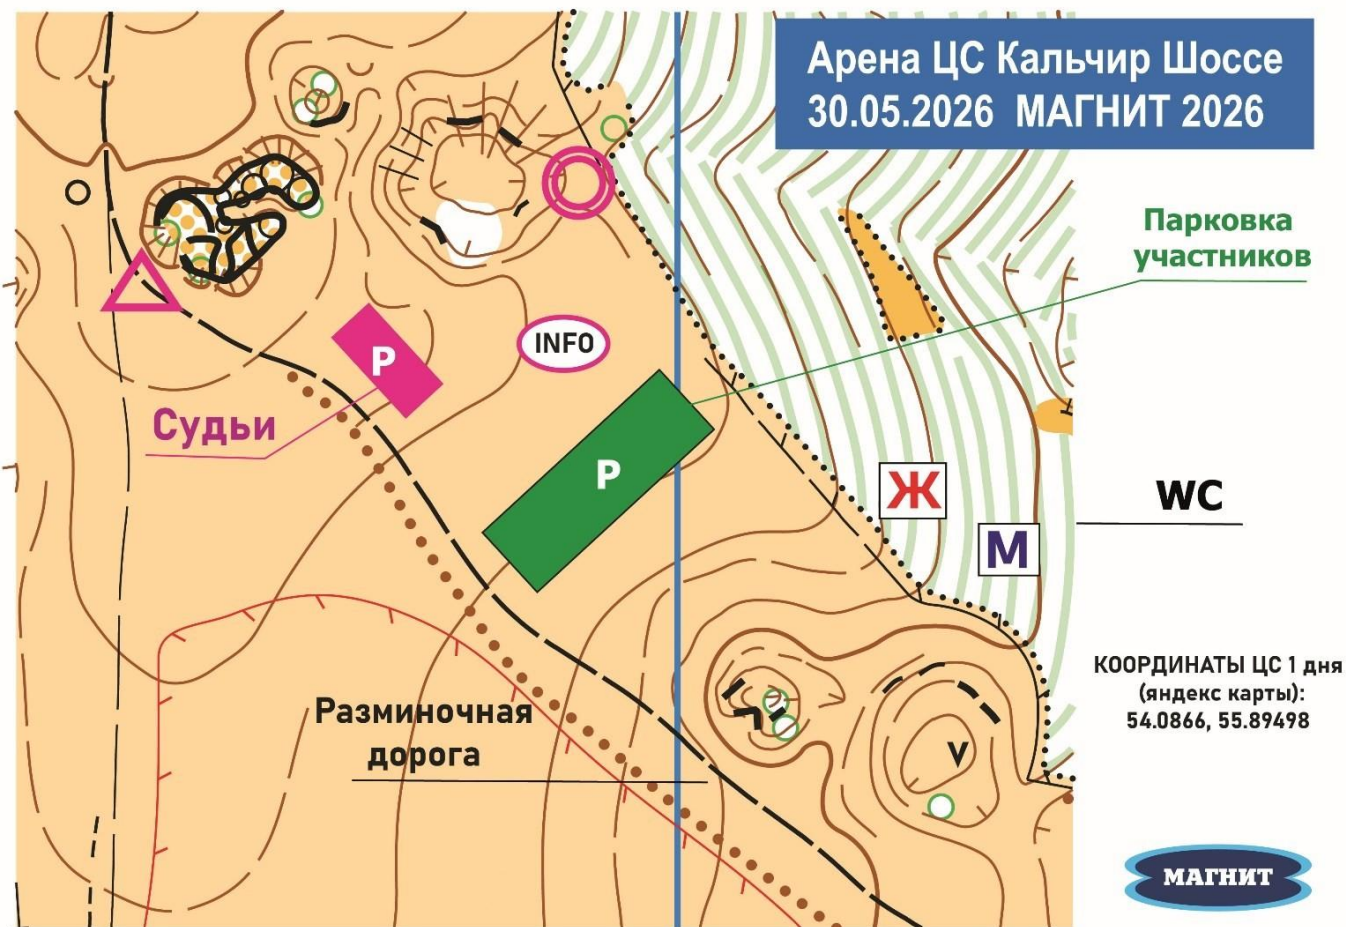 Арена ЦС Кальчир Шоссе
30.05.2026 МАГНИТ 2026
Парковка
участников
INFO
P
Судьи
P
Ж
WC
М
КООРДИНАТЫ ЦС 1 дня
(яндекс карты):
54.0866, 55.89498
Разминочная
дорога
МАГНИТ